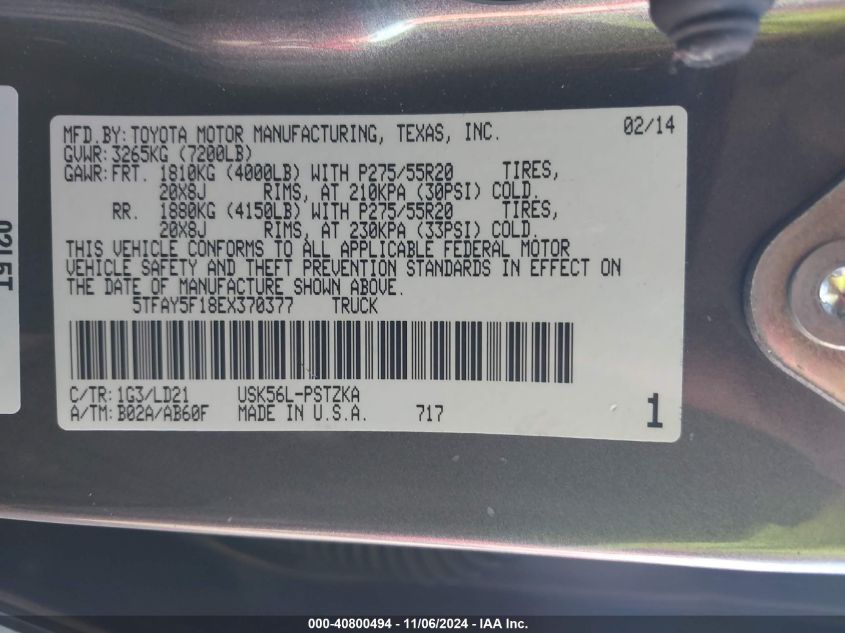 MFD.BY: TOYOTA MOTOR MANUFACTURING, TEXAS, INC. 02/14
GVWR: 3265KG (7200LB)
GAWR: FRT. 1810KG (4000LB) WITH P275/55R20 TIRES,
20X8J RIMS, AT 210KPA (30PSI) COLD.
RR. 1880KG (4150LB) WITH P275/55R20 TIRES,
20X8J RIMS, AT 230KPA (33PSI) COLD.
THIS VEHICLE CONFORMS TO ALL APPLICABLE FEDERAL MOTOR
VEHICLE SAFETY AND THEFT PREVENTION STANDARDS IN EFFECT ON
THE DATE OF MANUFACTURE SHOWN ABOVE.
5TFAY5F18EX370377 TRUCK
C/TR: 1G3/LD21 USK56L-PSTZKA
A/TM: B02A/AB60F MADE IN U.S.A. 717 1
02L5T
000-40800494 - 11/06/2024 - IAA Inc.